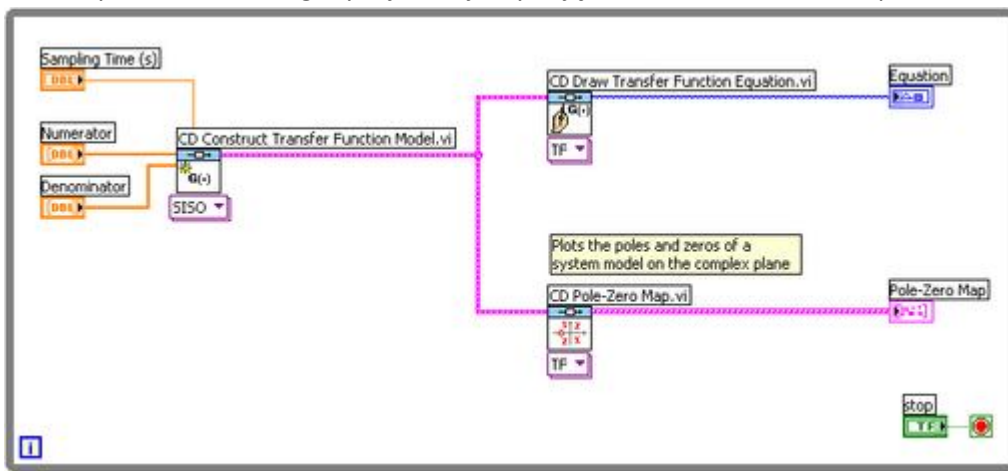 Sampling Time (s)
DBL
Numerator
[DBL]
Denominator
[DBL]
CD Construct Transfer Function Model.vi
G(·)
SISO
CD Draw Transfer Function Equation.vi
G(·)
TF
Equation
Plots the poles and zeros of a
system model on the complex plane
CD Pole-Zero Map.vi
TF
Pole-Zero Map
stop
TF
i